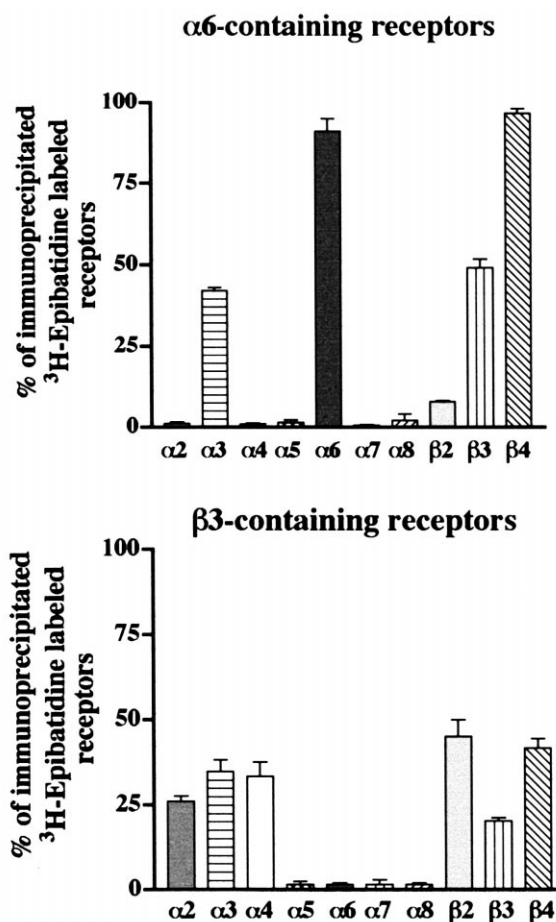 α6-containing receptors
% of immunoprecipitated
³H-Epibatidine labeled
receptors
100
75
50
25
0
α2 α3 α4 α5 α6 α7 α8 β2 β3 β4
β3-containing receptors
% of immunoprecipitated
³H-Epibatidine labeled
receptors
100
75
50
25
0
α2 α3 α4 α5 α6 α7 α8 β2 β3 β4